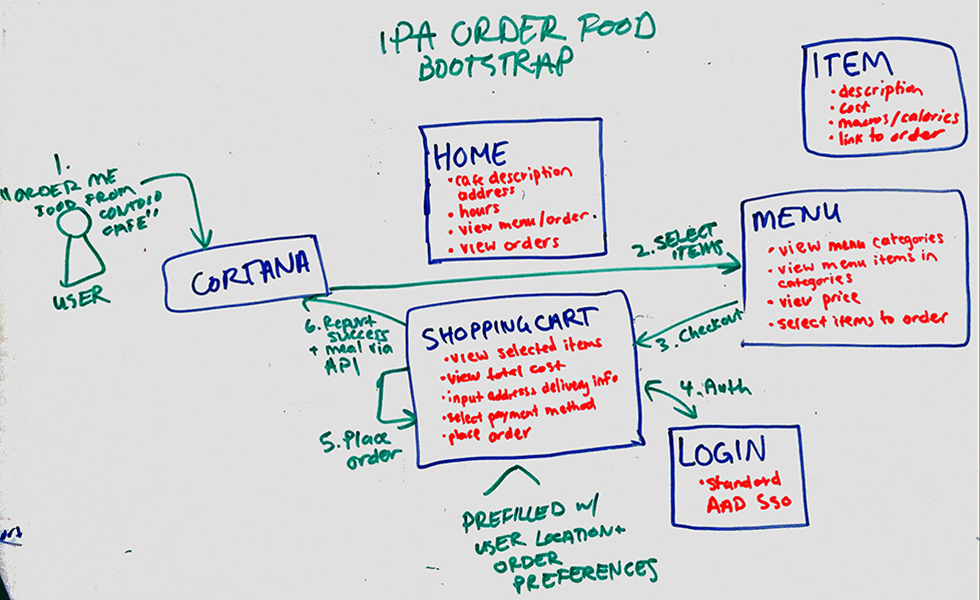 IPA ORDER FOOD
BOOTSTRAP
ITEM
• description
• cost
• macros/calories
• link to order
HOME
• cafe description
address
• hours
• view menu/order.
• view orders
1.
"ORDER ME
FOOD FROM
CONTOSO
CAFE"
USER
CORTANA
2. SELECT
ITEMS
MENU
• view menu categories
• view menu items in
categories
• view price
• select items to order
3. Checkout
SHOPPING CART
• view selected items
• view total cost
• input address, delivery info
• select payment method
• place order
4. Auth
LOGIN
• Standard
AAD SSO
5. Place
order
6. Report
success
+ meal via
API
PREFILLED W/
USER LOCATION+
ORDER
PREFERENCES